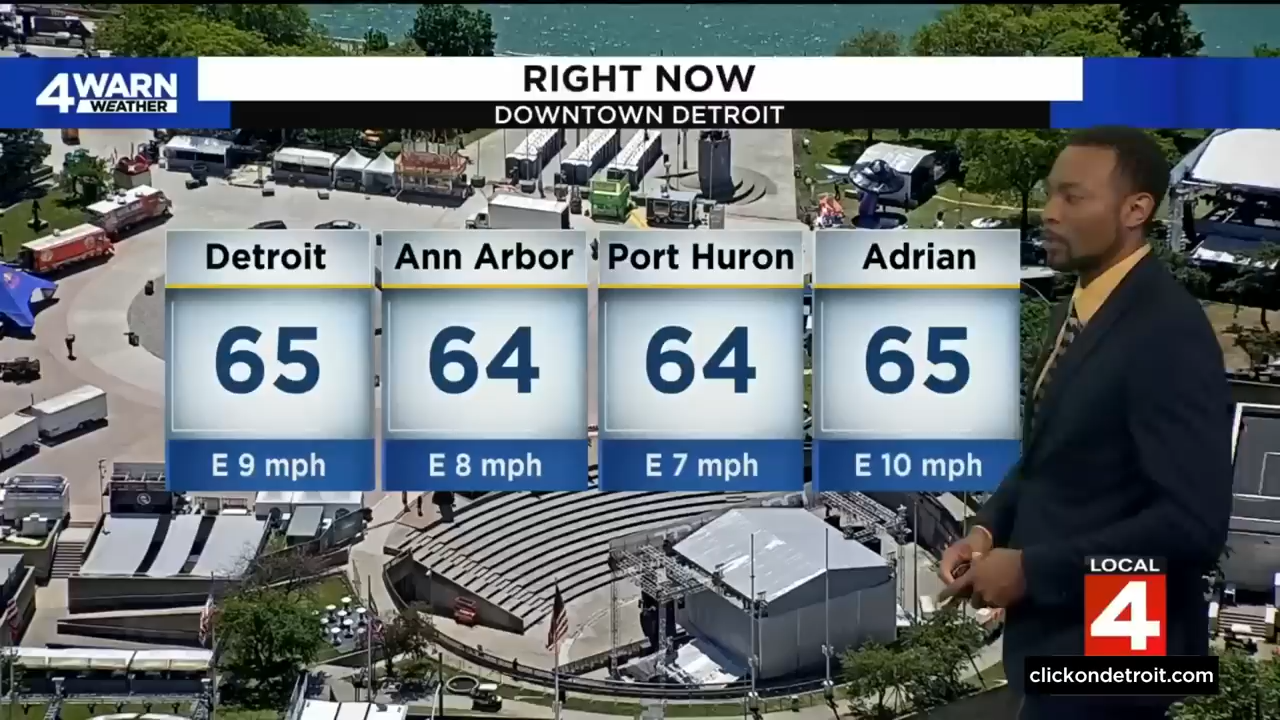 4WARN
WEATHER
RIGHT NOW
DOWNTOWN DETROIT
Detroit
65
E 9 mph
Ann Arbor
64
E 8 mph
Port Huron
64
E 7 mph
Adrian
65
E 10 mph
LOCAL
4
clickondetroit.com